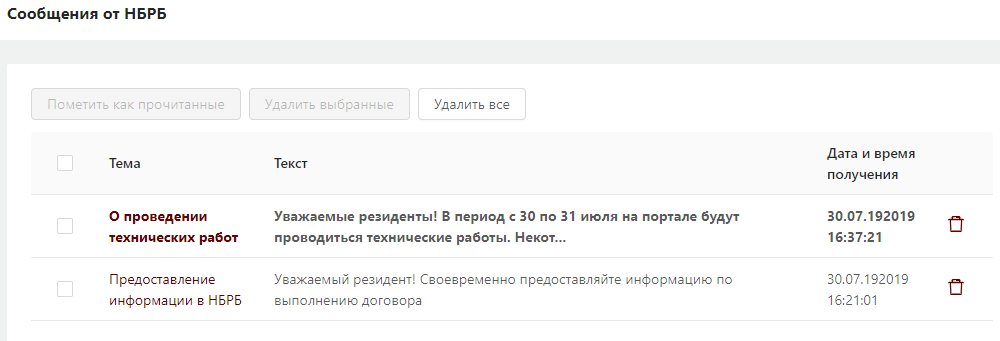 Сообщения от НБРБ
Пометить как прочитанные
Удалить выбранные
Удалить все
Тема
Текст
Дата и время
получения
О проведении
технических работ
Уважаемые резиденты! В период с 30 по 31 июля на портале будут
проводиться технические работы. Некот...
30.07.192019
16:37:21
Предоставление
информации в НБРБ
Уважаемый резидент! Своевременно предоставляйте информацию по
выполнению договора
30.07.192019
16:21:01